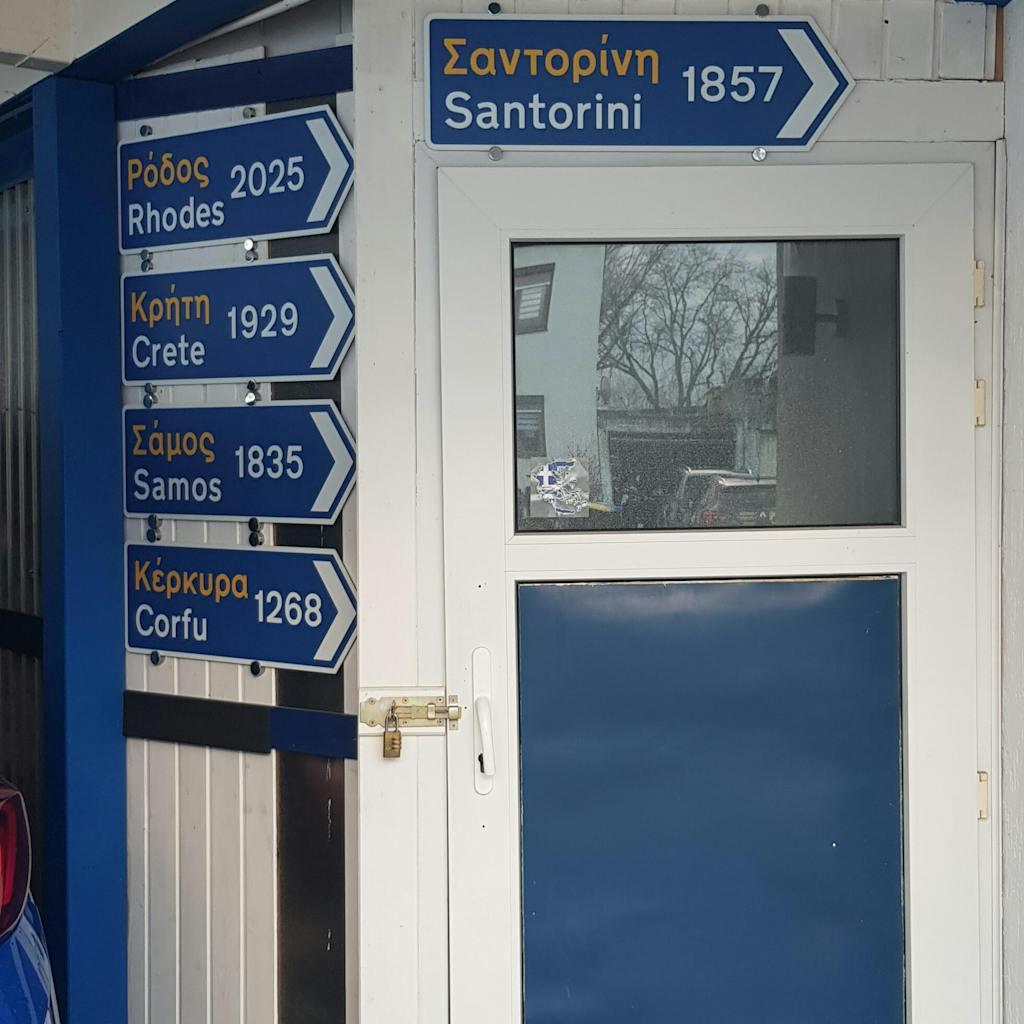 Σαντορίνη
Santorini
1857
Ρόδος
Rhodes
2025
Κρήτη
Crete
1929
Σάμος
Samos
1835
Κέρκυρα
Corfu
1268